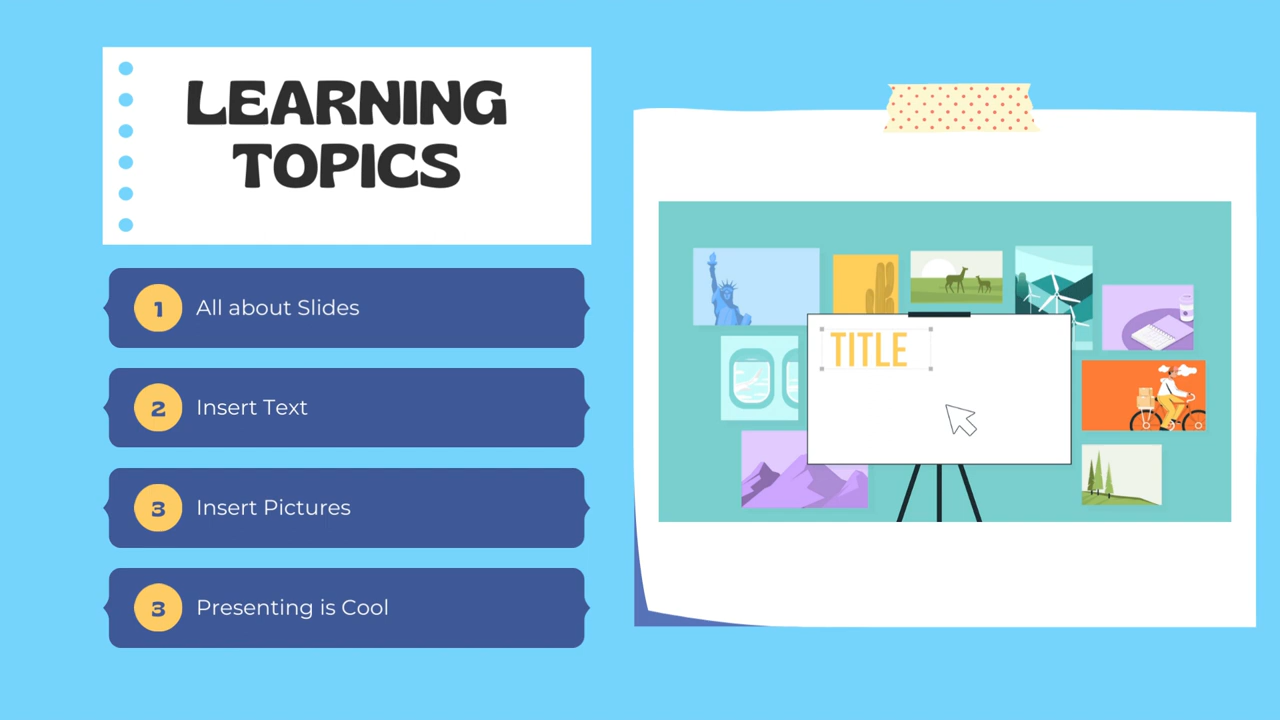 LEARNING
TOPICS
1 All about Slides
2 Insert Text
3 Insert Pictures
3 Presenting is Cool
TITLE